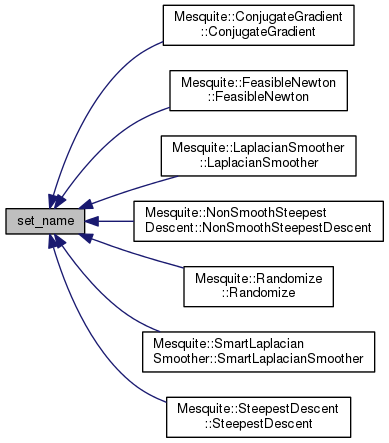 Mesquite::ConjugateGradient
::ConjugateGradient
Mesquite::FeasibleNewton
::FeasibleNewton
Mesquite::LaplacianSmoother
::LaplacianSmoother
set_name
Mesquite::NonSmoothSteepest
Descent::NonSmoothSteepestDescent
Mesquite::Randomize
::Randomize
Mesquite::SmartLaplacian
Smoother::SmartLaplacianSmoother
Mesquite::SteepestDescent
::SteepestDescent